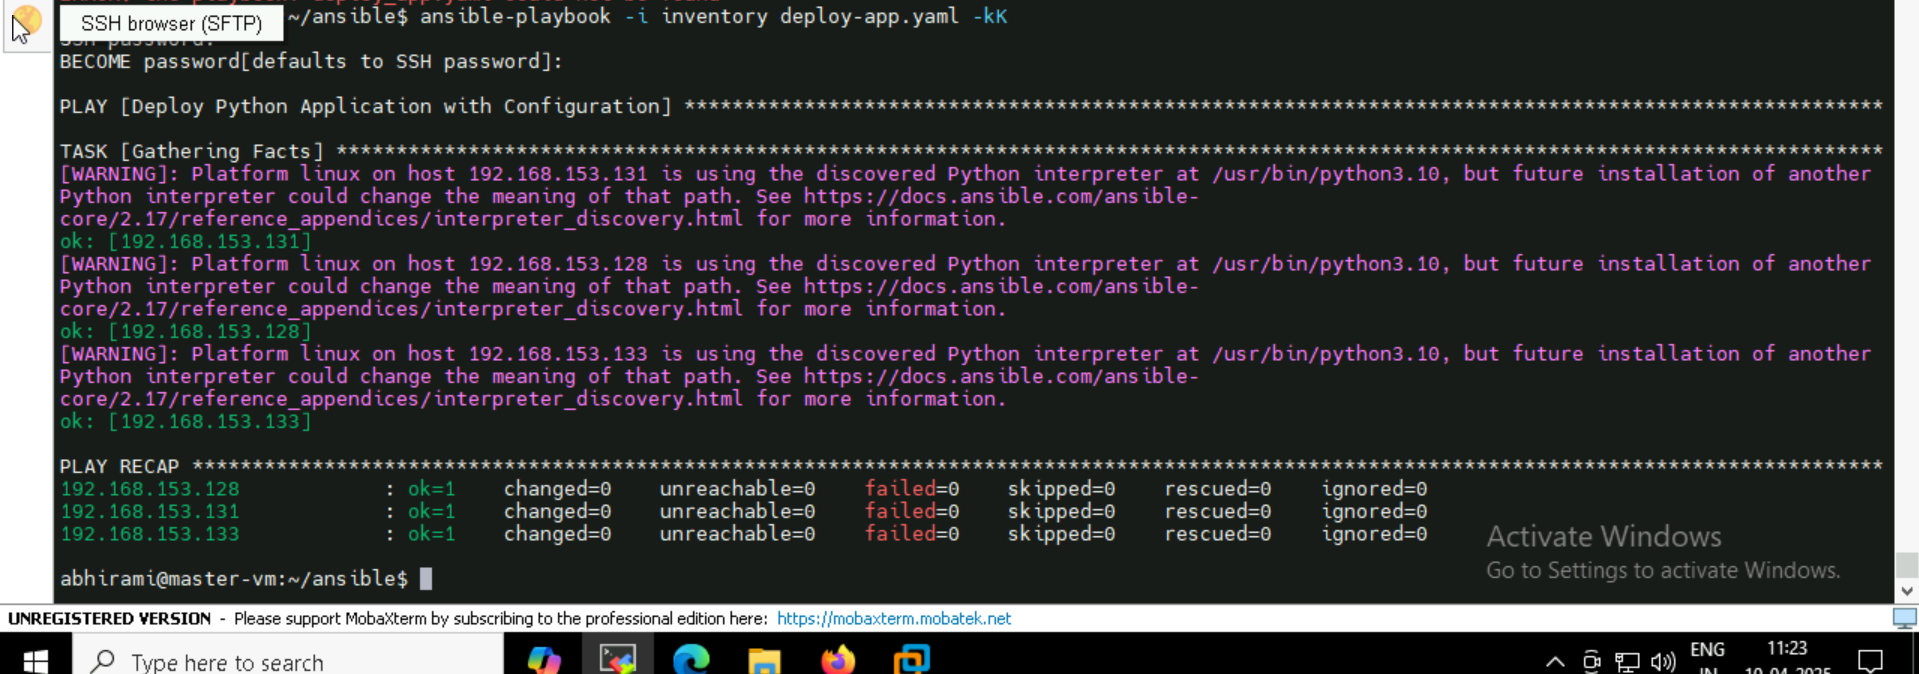 SSH browser (SFTP)
~/ansible$ ansible-playbook -i inventory deploy-app.yaml -kK
SSH password:
BECOME password[defaults to SSH password]:
PLAY [Deploy Python Application with Configuration] ****************************************************************************************************
TASK [Gathering Facts] *********************************************************************************************************************************
[WARNING]: Platform linux on host 192.168.153.131 is using the discovered Python interpreter at /usr/bin/python3.10, but future installation of another
Python interpreter could change the meaning of that path. See https://docs.ansible.com/ansible-
core/2.17/reference_appendices/interpreter_discovery.html for more information.
ok: [192.168.153.131]
[WARNING]: Platform linux on host 192.168.153.128 is using the discovered Python interpreter at /usr/bin/python3.10, but future installation of another
Python interpreter could change the meaning of that path. See https://docs.ansible.com/ansible-
core/2.17/reference_appendices/interpreter_discovery.html for more information.
ok: [192.168.153.128]
[WARNING]: Platform linux on host 192.168.153.133 is using the discovered Python interpreter at /usr/bin/python3.10, but future installation of another
Python interpreter could change the meaning of that path. See https://docs.ansible.com/ansible-
core/2.17/reference_appendices/interpreter_discovery.html for more information.
ok: [192.168.153.133]
PLAY RECAP *********************************************************************************************************************************************
192.168.153.128 : ok=1 changed=0 unreachable=0 failed=0 skipped=0 rescued=0 ignored=0
192.168.153.131 : ok=1 changed=0 unreachable=0 failed=0 skipped=0 rescued=0 ignored=0
192.168.153.133 : ok=1 changed=0 unreachable=0 failed=0 skipped=0 rescued=0 ignored=0
Activate Windows
Go to Settings to activate Windows.
abhirami@master-vm:~/ansible$
UNREGISTERED VERSION - Please support MobaXterm by subscribing to the professional edition here: https://mobaxterm.mobatek.net
Type here to search
ENG
IN
11:23
10-04-2025